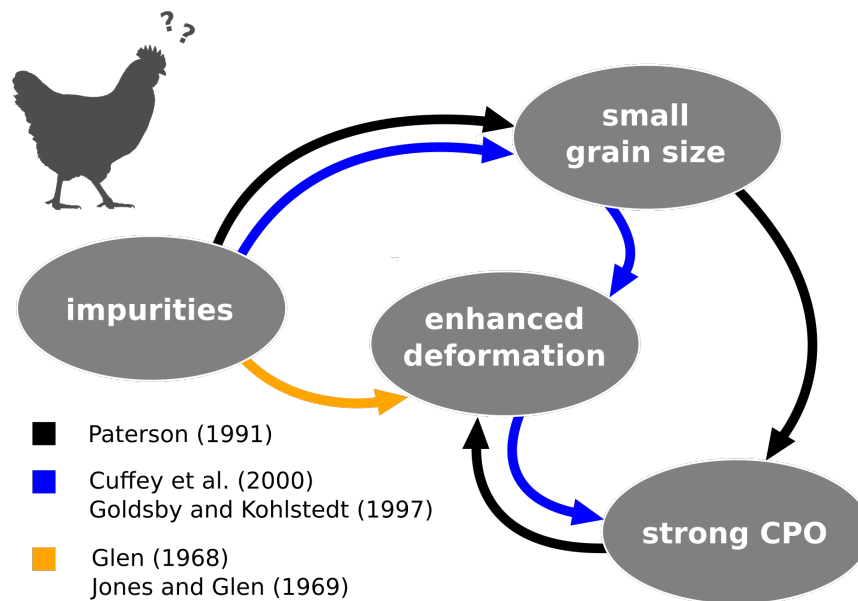 ? ?
small
grain size
impurities
enhanced
deformation
strong CPO
Paterson (1991)
Cuffey et al. (2000)
Goldsby and Kohlstedt (1997)
Glen (1968)
Jones and Glen (1969)